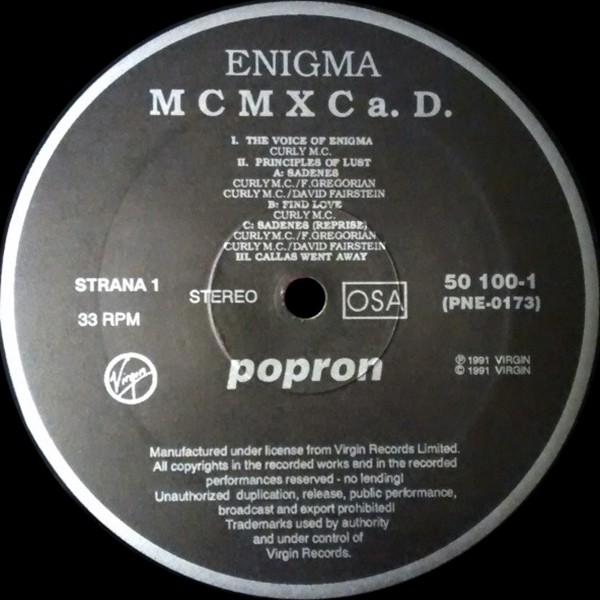 ENIGMA
MCMXC a. D.
I. THE VOICE OF ENIGMA
CURLY M.C.
II. PRINCIPLES OF LUST
A: SADENES
CURLY M.C./F.GREGORIAN
CURLY M.C./DAVID FAIRSTEIN
B: FIND LOVE
CURLY M.C.
C: SADENES (REPRISE)
CURLY M.C./F.GREGORIAN
CURLY M.C./DAVID FAIRSTEIN
III. CALLAS WENT AWAY
STRANA 1
33 RPM
STEREO
OSA
50 100-1
(PNE-0173)
Virgin
popron
℗ 1991 VIRGIN
© 1991 VIRGIN
Manufactured under license from Virgin Records Limited.
All copyrights in the recorded works and in the recorded
performances reserved - no lending!
Unauthorized duplication, release, public performance,
broadcast and export prohibited!
Trademarks used by authority
and under control of
Virgin Records.